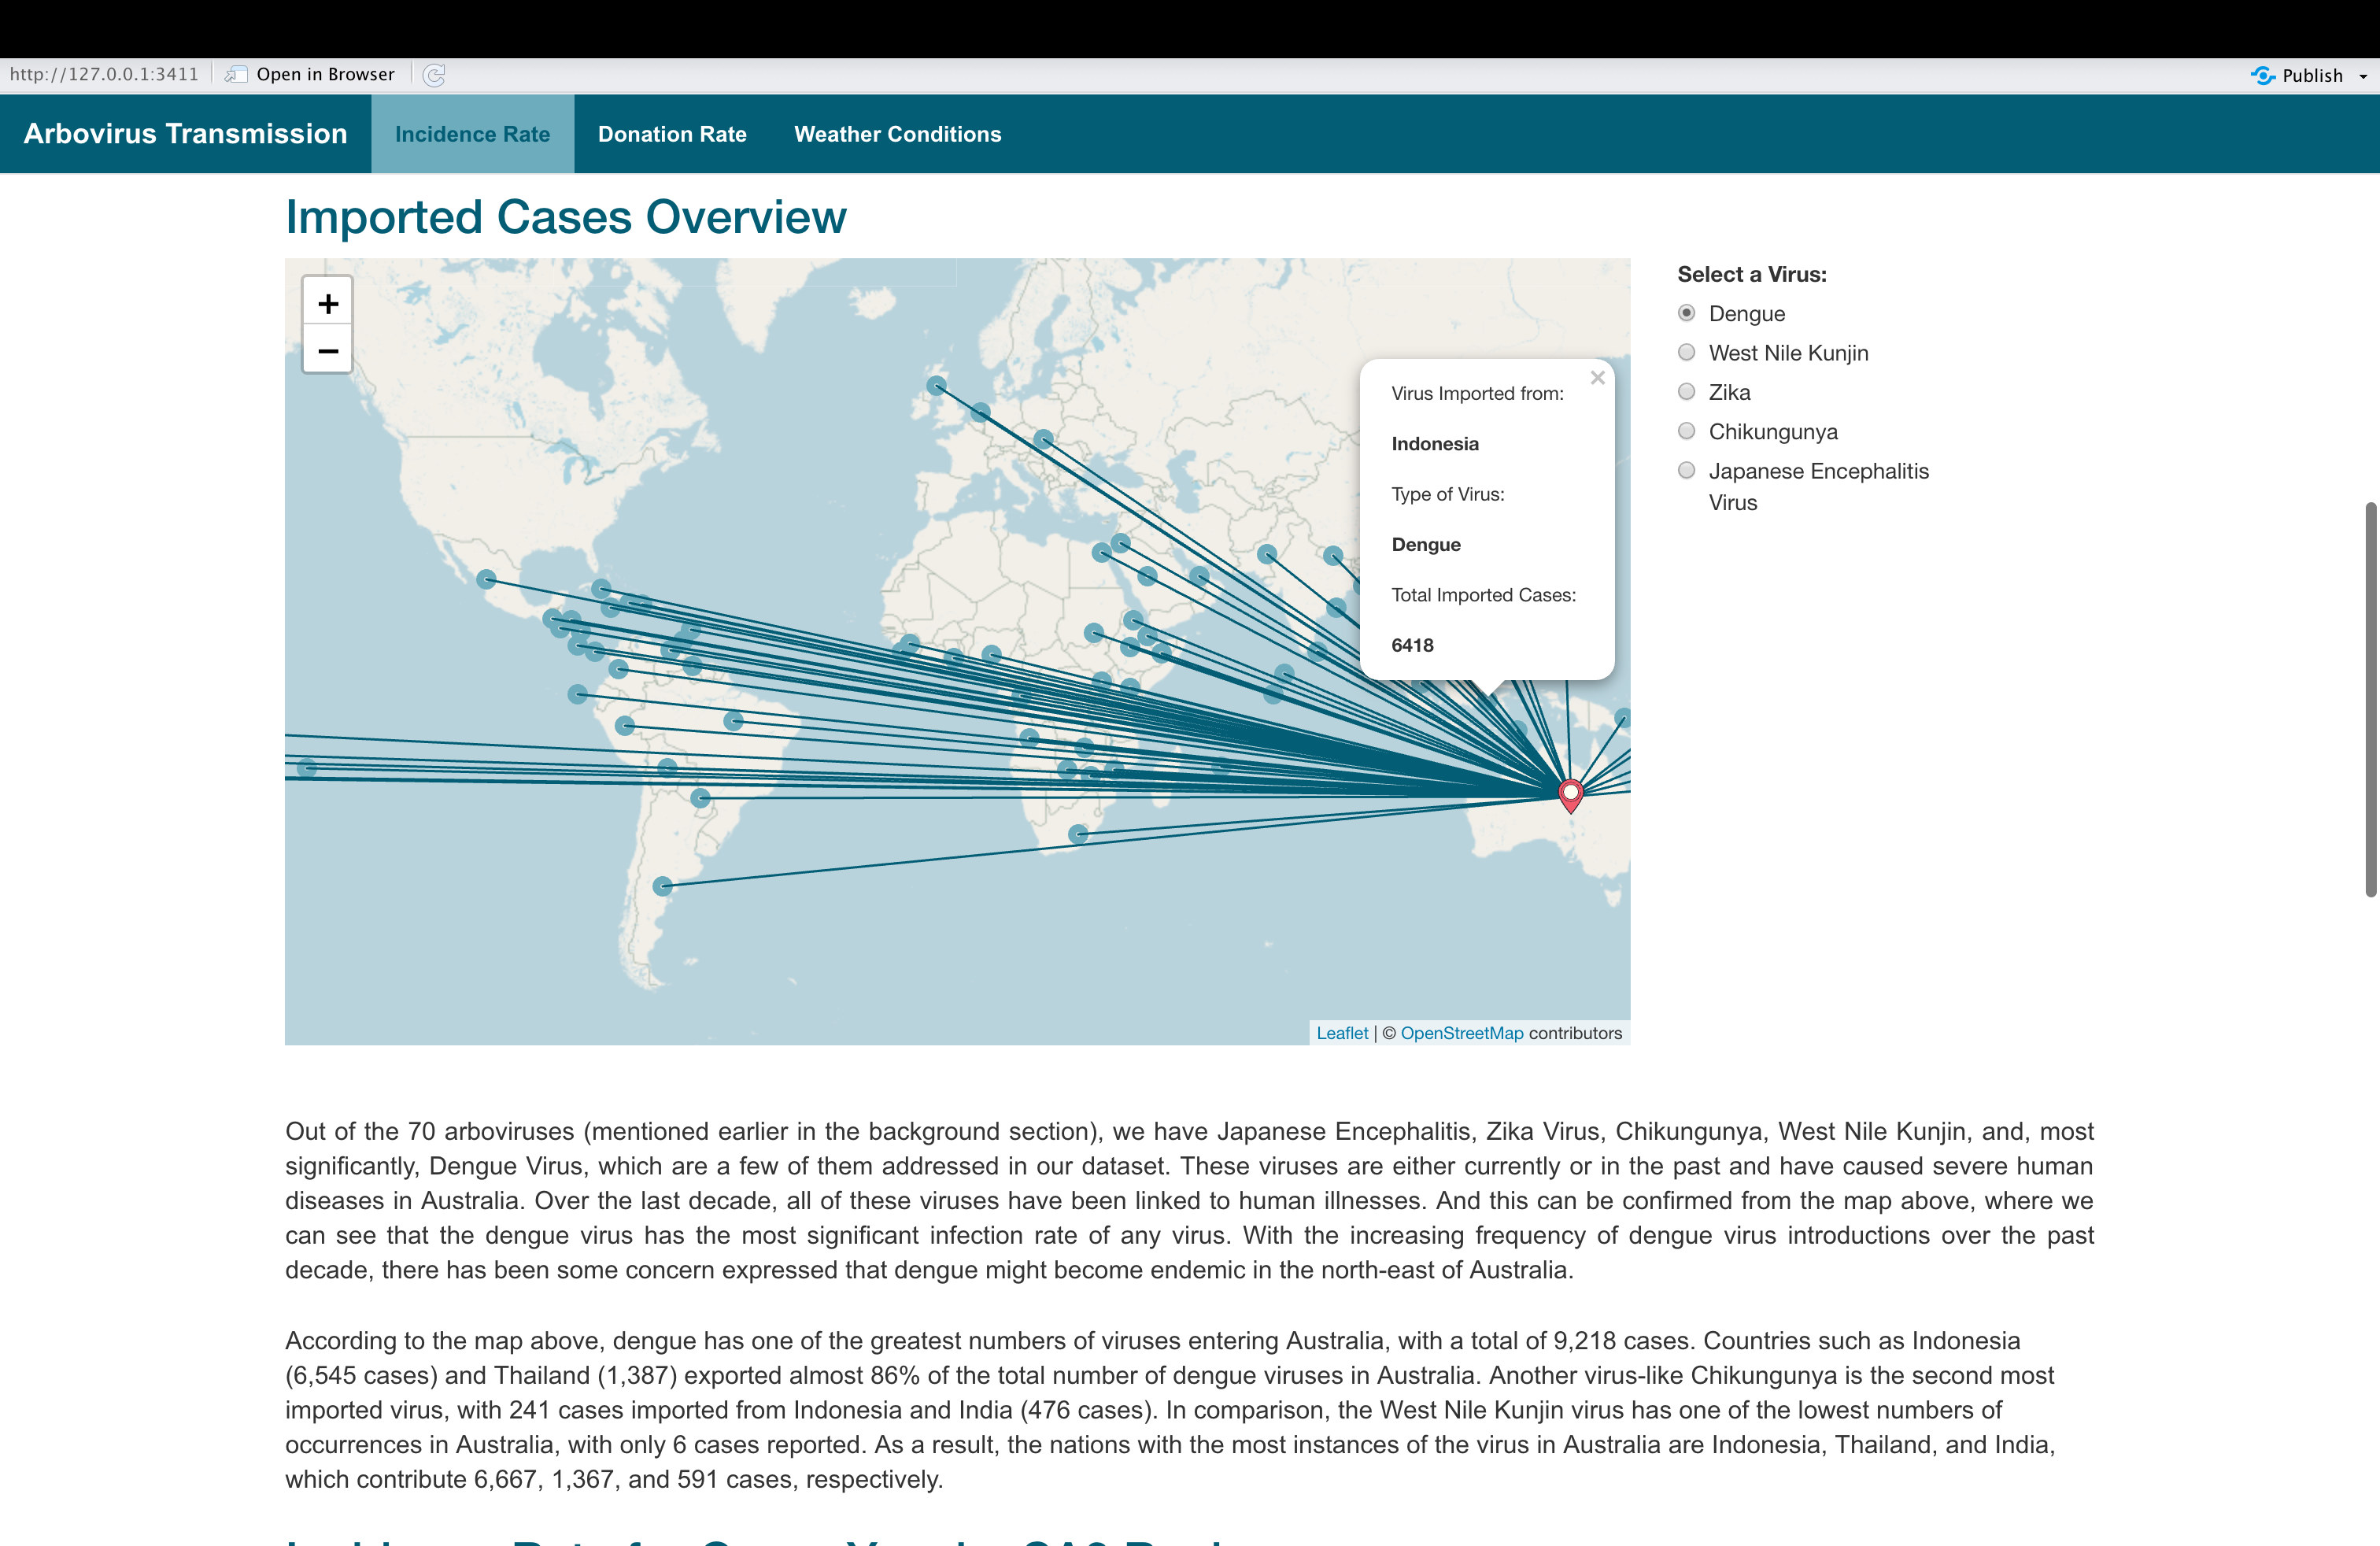 http://127.0.0.1:3411 Open in Browser Publish
Arbovirus Transmission Incidence Rate Donation Rate Weather Conditions
Imported Cases Overview
+
−
Virus Imported from:
Indonesia
Type of Virus:
Dengue
Total Imported Cases:
6418
×
Leaflet | © OpenStreetMap contributors
Select a Virus:
Dengue
West Nile Kunjin
Zika
Chikungunya
Japanese Encephalitis
Virus
Out of the 70 arboviruses (mentioned earlier in the background section), we have Japanese Encephalitis, Zika Virus, Chikungunya, West Nile Kunjin, and, most
significantly, Dengue Virus, which are a few of them addressed in our dataset. These viruses are either currently or in the past and have caused severe human
diseases in Australia. Over the last decade, all of these viruses have been linked to human illnesses. And this can be confirmed from the map above, where we
can see that the dengue virus has the most significant infection rate of any virus. With the increasing frequency of dengue virus introductions over the past
decade, there has been some concern expressed that dengue might become endemic in the north-east of Australia.
According to the map above, dengue has one of the greatest numbers of viruses entering Australia, with a total of 9,218 cases. Countries such as Indonesia
(6,545 cases) and Thailand (1,387) exported almost 86% of the total number of dengue viruses in Australia. Another virus-like Chikungunya is the second most
imported virus, with 241 cases imported from Indonesia and India (476 cases). In comparison, the West Nile Kunjin virus has one of the lowest numbers of
occurrences in Australia, with only 6 cases reported. As a result, the nations with the most instances of the virus in Australia are Indonesia, Thailand, and India,
which contribute 6,667, 1,367, and 591 cases, respectively.